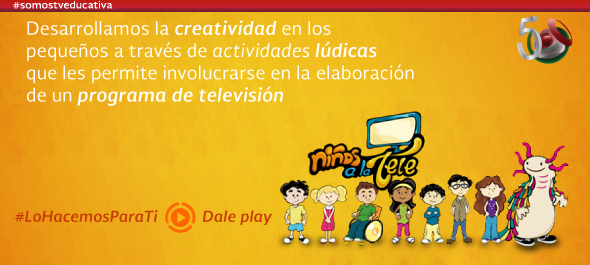 #somostveducativa
Desarrollamos la creatividad en los
pequeños a través de actividades lúdicas
que les permite involucrarse en la elaboración
de un programa de televisión
50
niños
a la Tele
#LoHacemosParaTi Dale play